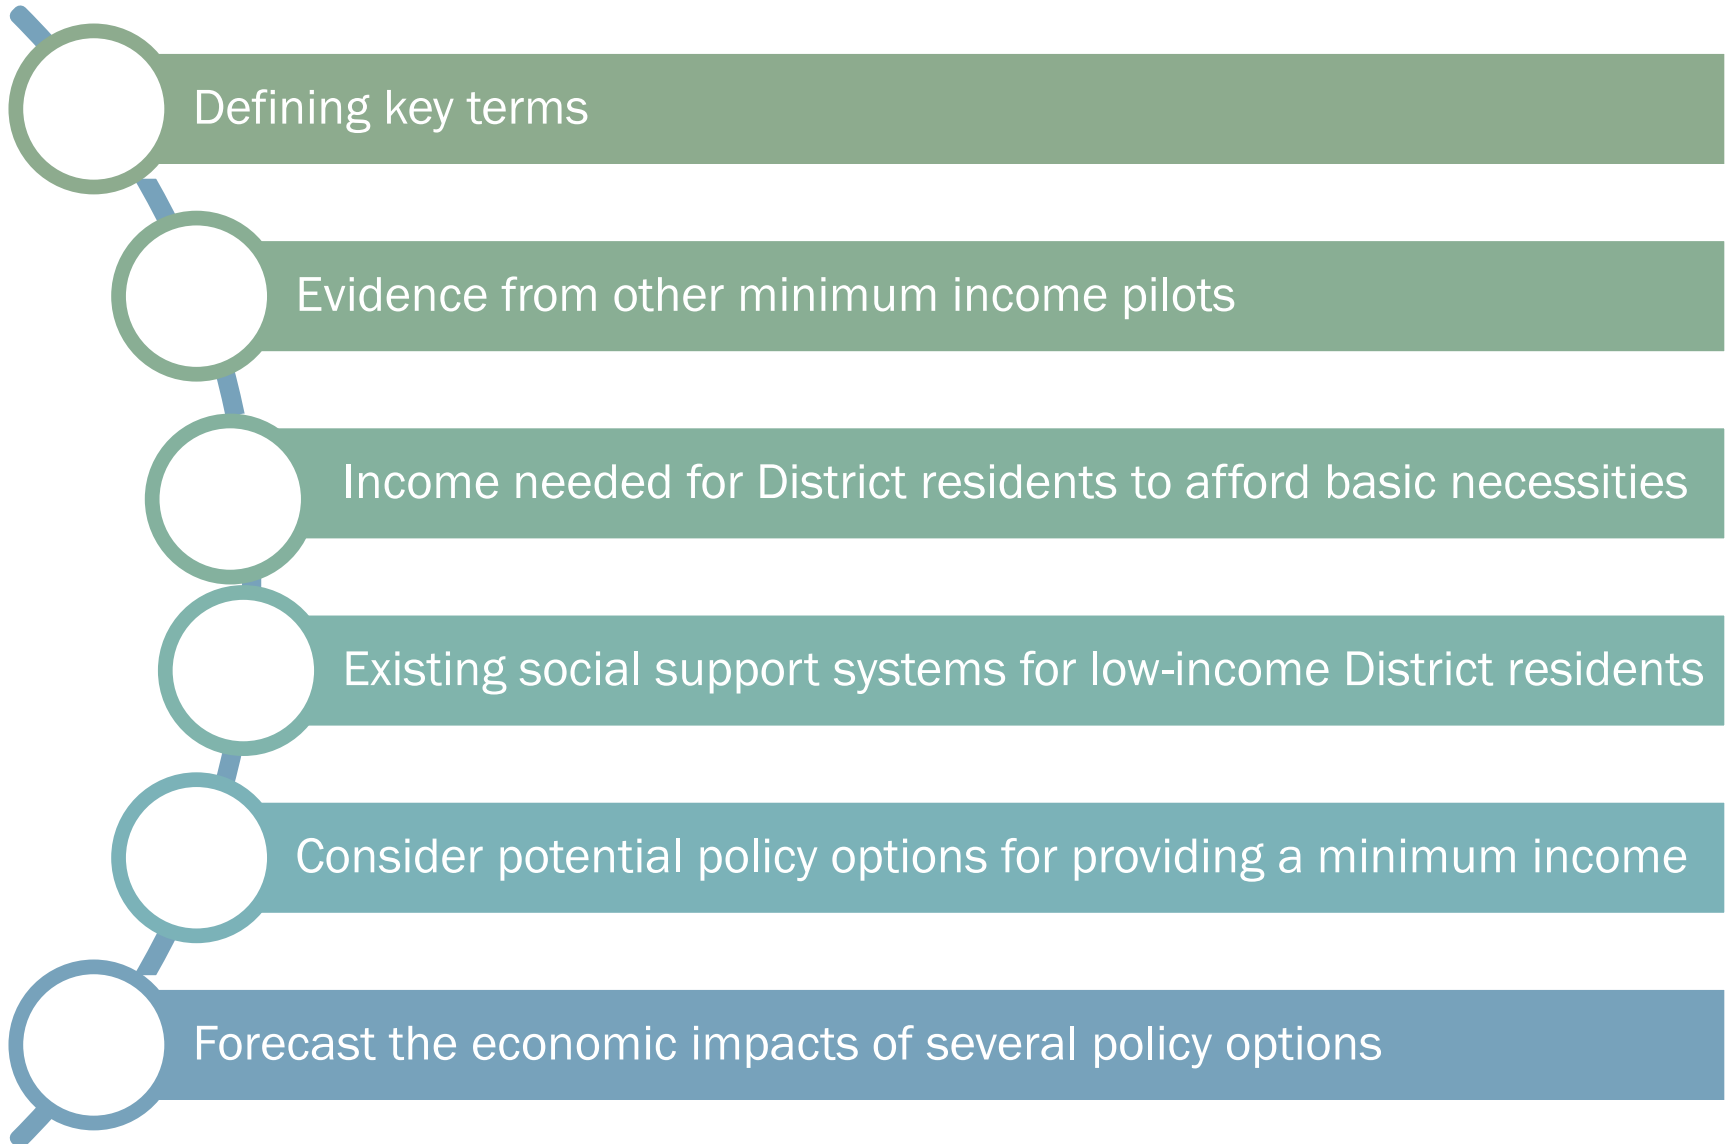 Defining key terms
Evidence from other minimum income pilots
Income needed for District residents to afford basic necessities
Existing social support systems for low-income District residents
Consider potential policy options for providing a minimum income
Forecast the economic impacts of several policy options